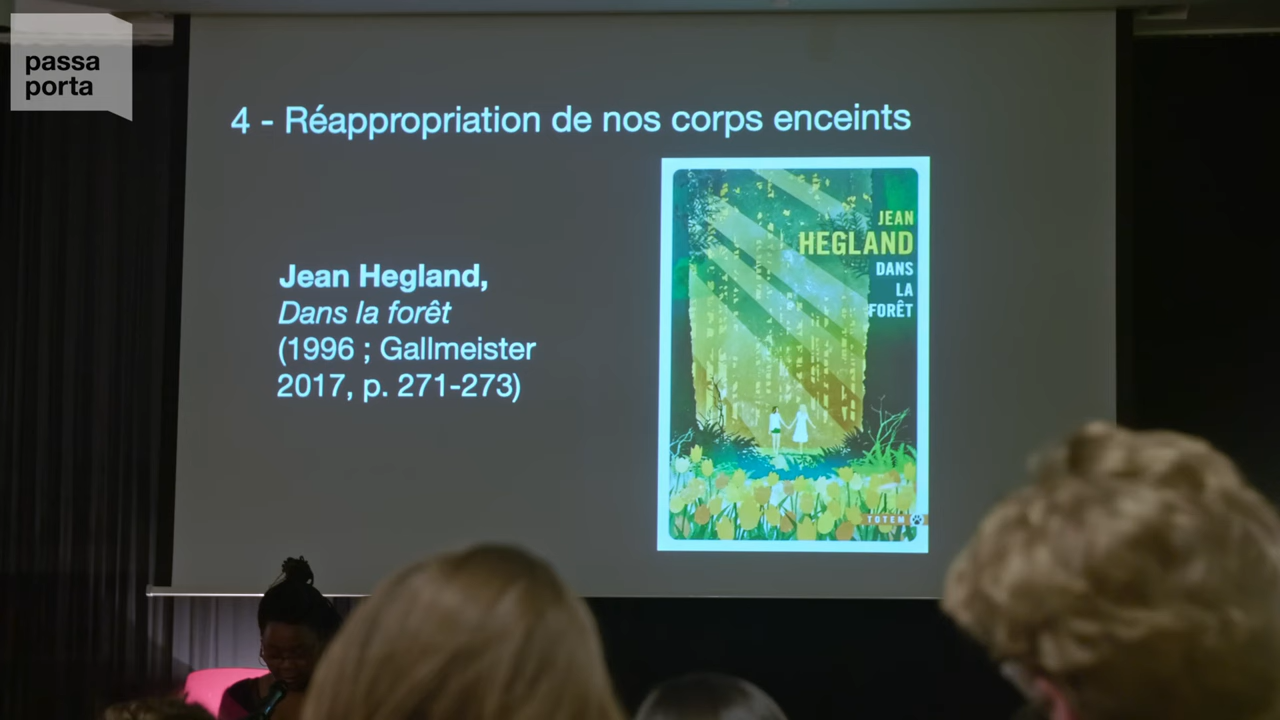 passa
porta
4 - Réappropriation de nos corps enceints
Jean Hegland,
Dans la forêt
(1996 ; Gallmeister
2017, p. 271-273)
JEAN
HEGLAND
DANS
LA
FORÊT
TOTEM